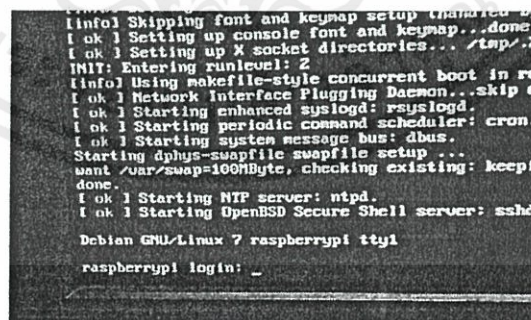 [info] Skipping font and keymap setup (handled
[ ok ] Setting up console font and keymap...done
[ ok ] Setting up X socket directories... /tmp/.
INIT: Entering runlevel: 2
[info] Using makefile-style concurrent boot in r
[ ok ] Network Interface Plugging Daemon...skip
[ ok ] Starting enhanced syslogd: rsyslogd.
[ ok ] Starting periodic command scheduler: cron
[ ok ] Starting system message bus: dbus.
Starting dphys-swapfile swapfile setup ...
want /var/swap=100MByte, checking existing: keepi
done.
[ ok ] Starting NTP server: ntpd.
[ ok ] Starting OpenBSD Secure Shell server: sshd
Debian GNU/Linux 7 raspberrypi tty1
raspberrypi login: _